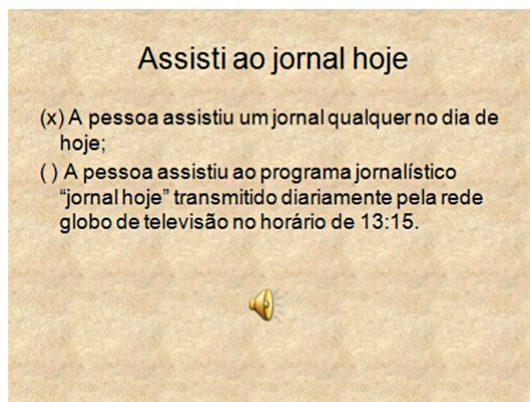 Assisti ao jornal hoje
(x) A pessoa assistiu um jornal qualquer no dia de
hoje;
( ) A pessoa assistiu ao programa jornalístico
“jornal hoje” transmitido diariamente pela rede
globo de televisão no horário de 13:15.